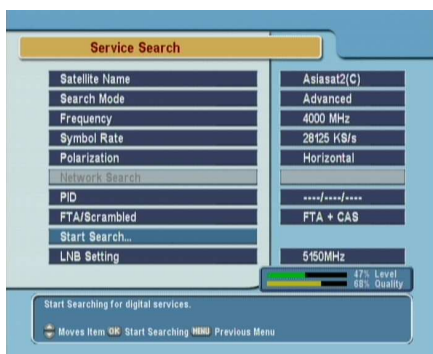 Service Search
Satellite Name Asiasat2(C)
Search Mode Advanced
Frequency 4000 MHz
Symbol Rate 28125 KS/s
Polarization Horizontal
Network Search
PID ----/----/----
FTA/Scrambled FTA + CAS
Start Search...
LNB Setting 5150MHz
47% Level
68% Quality
Start Searching for digital services.
Moves Item OK Start Searching MENU Previous Menu